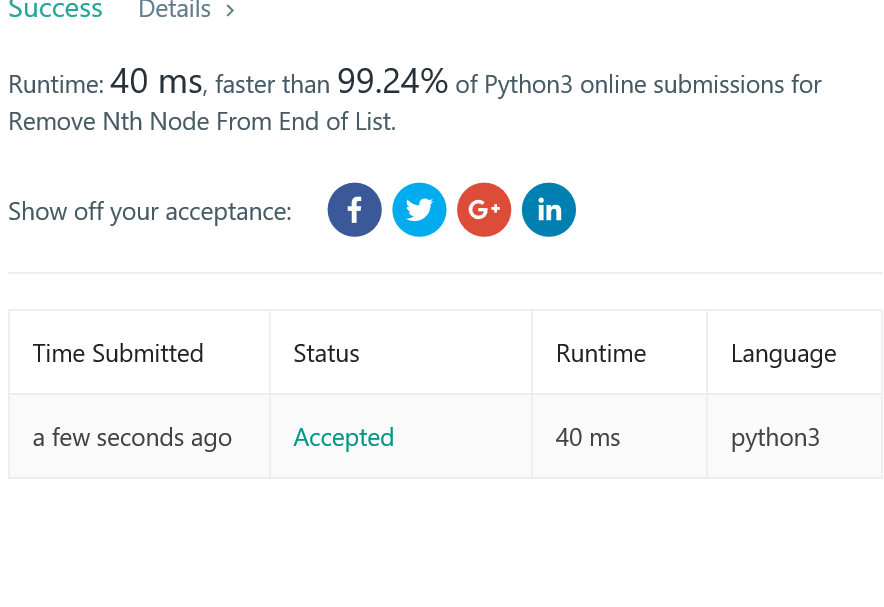 Success Details >
Runtime: 40 ms, faster than 99.24% of Python3 online submissions for
Remove Nth Node From End of List.
Show off your acceptance: f G+ in
Time Submitted Status Runtime Language
a few seconds ago Accepted 40 ms python3